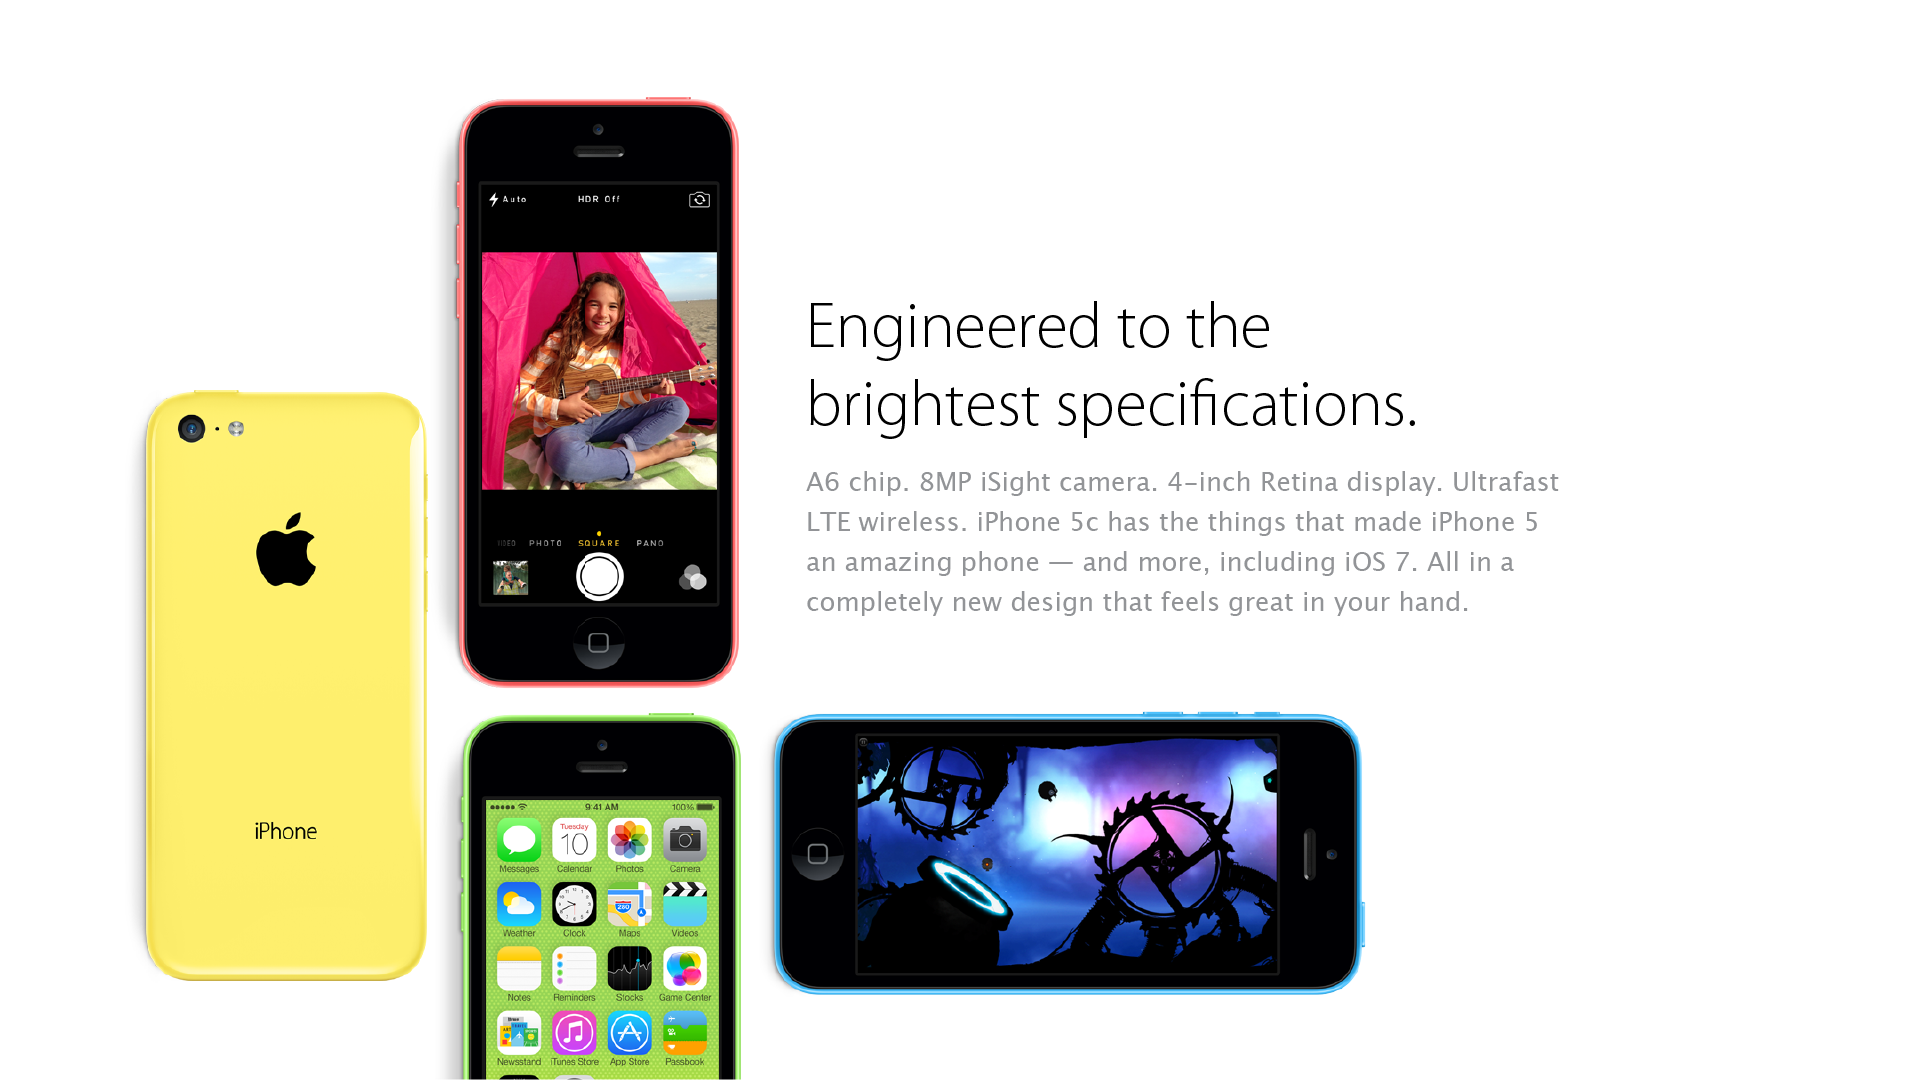 Auto
HDR Off
VIDEO PHOTO SQUARE PANO
Engineered to the
brightest specifications.
A6 chip. 8MP iSight camera. 4-inch Retina display. Ultrafast
LTE wireless. iPhone 5c has the things that made iPhone 5
an amazing phone — and more, including iOS 7. All in a
completely new design that feels great in your hand.
iPhone
9:41 AM 100%
Tuesday
10
Messages Calendar Photos Camera
280
Weather Clock Maps Videos
Notes Reminders Stocks Game Center
Newsstand iTunes Store App Store Passbook